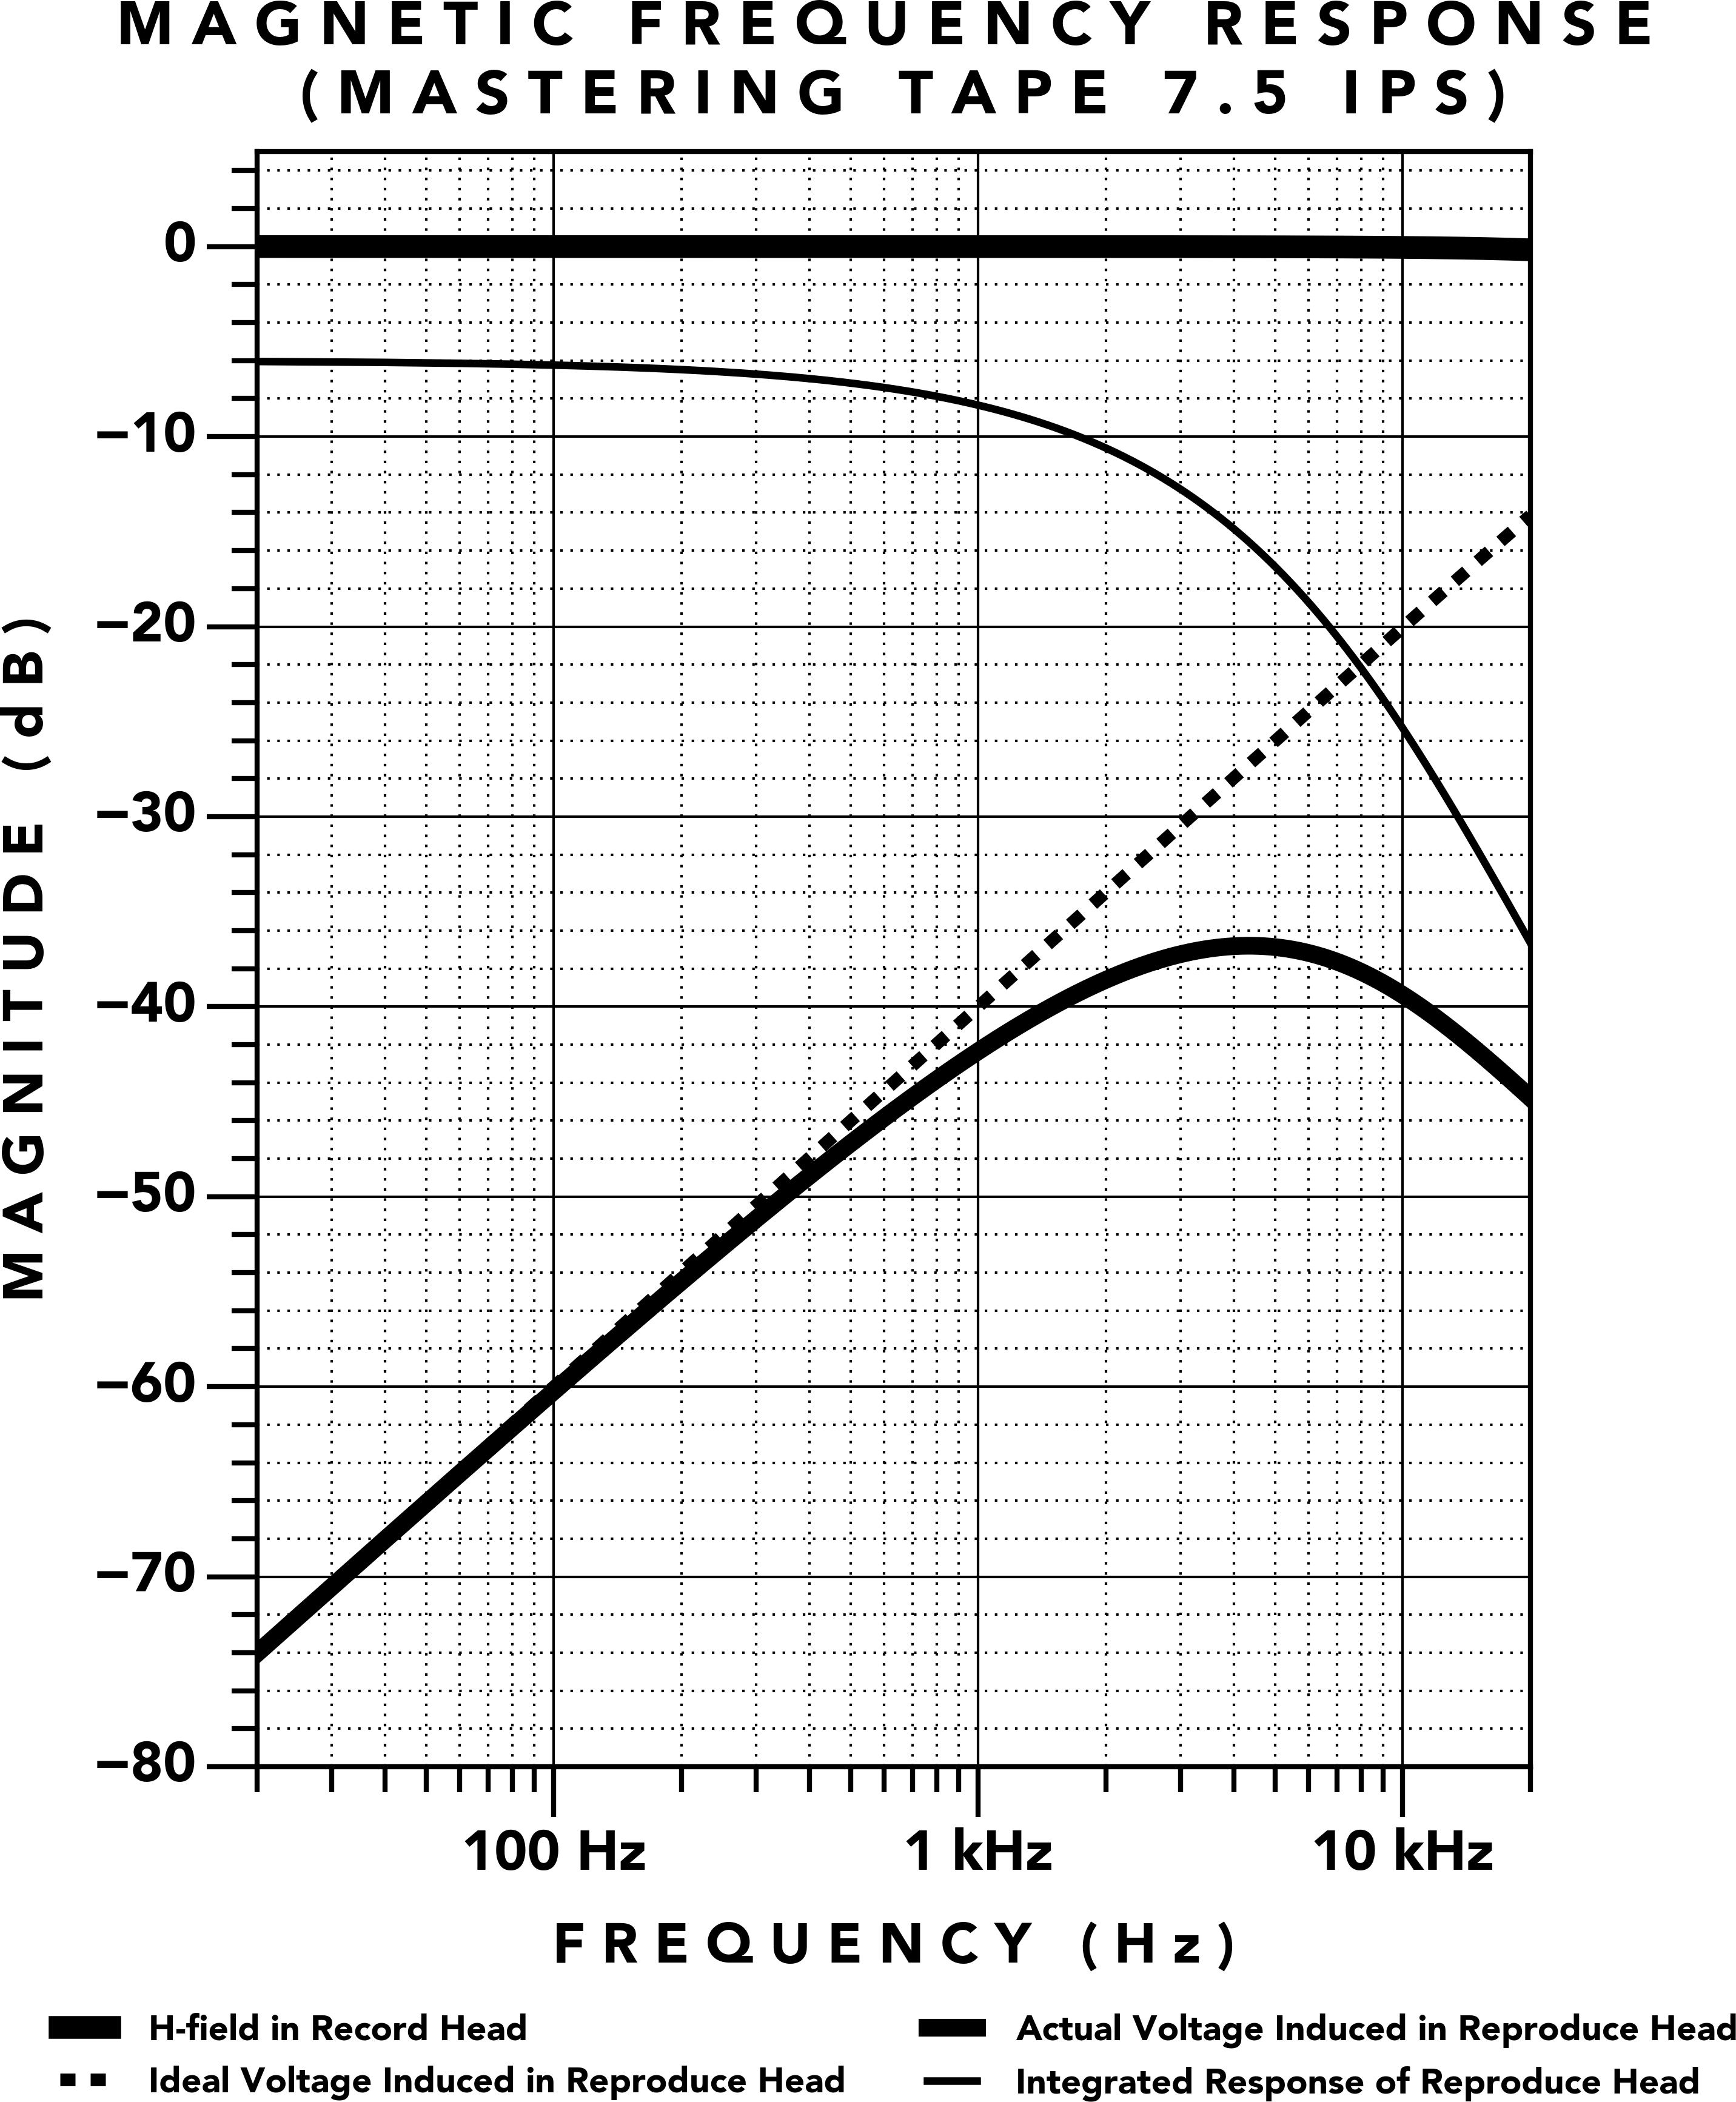 MAGNETIC FREQUENCY RESPONSE
(MASTERING TAPE 7.5 IPS)
MAGNITUDE (dB)
0
−10
−20
−30
−40
−50
−60
−70
−80
100 Hz 1 kHz 10 kHz
FREQUENCY (Hz)
H-field in Record Head
Ideal Voltage Induced in Reproduce Head
Actual Voltage Induced in Reproduce Head
Integrated Response of Reproduce Head